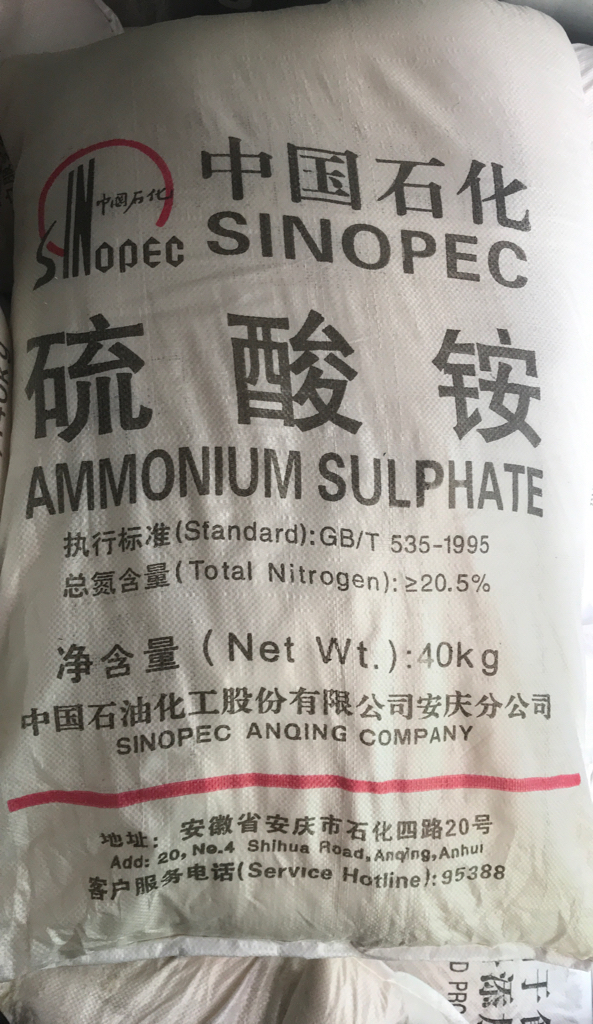 中国石化
中国石化
SINOPEC
SINOPEC
硫酸铵
AMMONIUM SULPHATE
执行标准(Standard):GB/T 535-1995
总氮含量(Total Nitrogen):≥20.5%
净含量(Net Wt.):40kg
中国石油化工股份有限公司安庆分公司
SINOPEC ANQING COMPANY
地址: 安徽省安庆市石化四路20号
Add: 20, No.4 Shihua Road, Anqing, Anhui
客户服务电话(Service Hotline):95388
D PRO